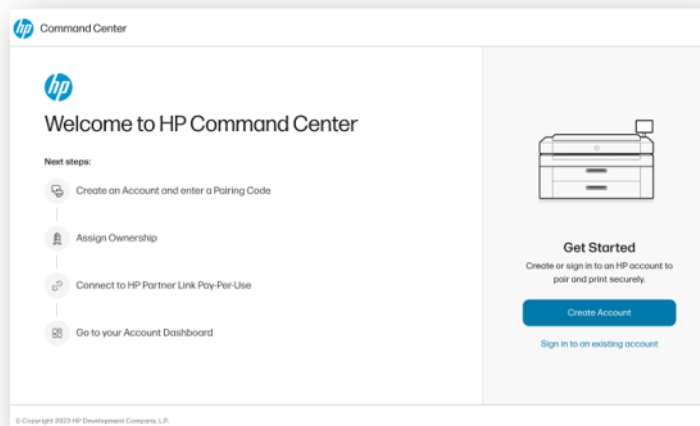 hp Command Center
hp
Welcome to HP Command Center
Next steps:
Create an Account and enter a Pairing Code
Assign Ownership
Connect to HP Partner Link Pay-Per-Use
Go to your Account Dashboard
Get Started
Create or sign in to an HP account to
pair and print securely.
Create Account
Sign in to an existing account
© Copyright 2023 HP Development Company, L.P.